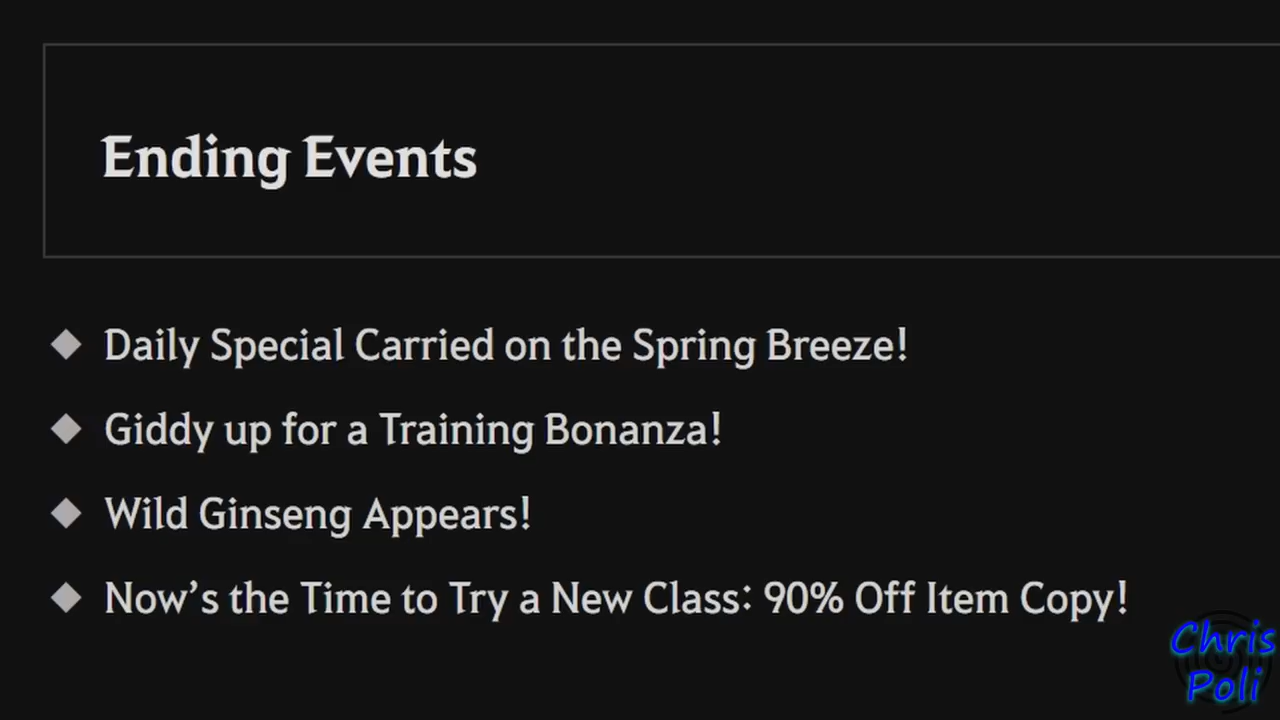 Ending Events
Daily Special Carried on the Spring Breeze!
Giddy up for a Training Bonanza!
Wild Ginseng Appears!
Now’s the Time to Try a New Class: 90% Off Item Copy!
Chris
Poli